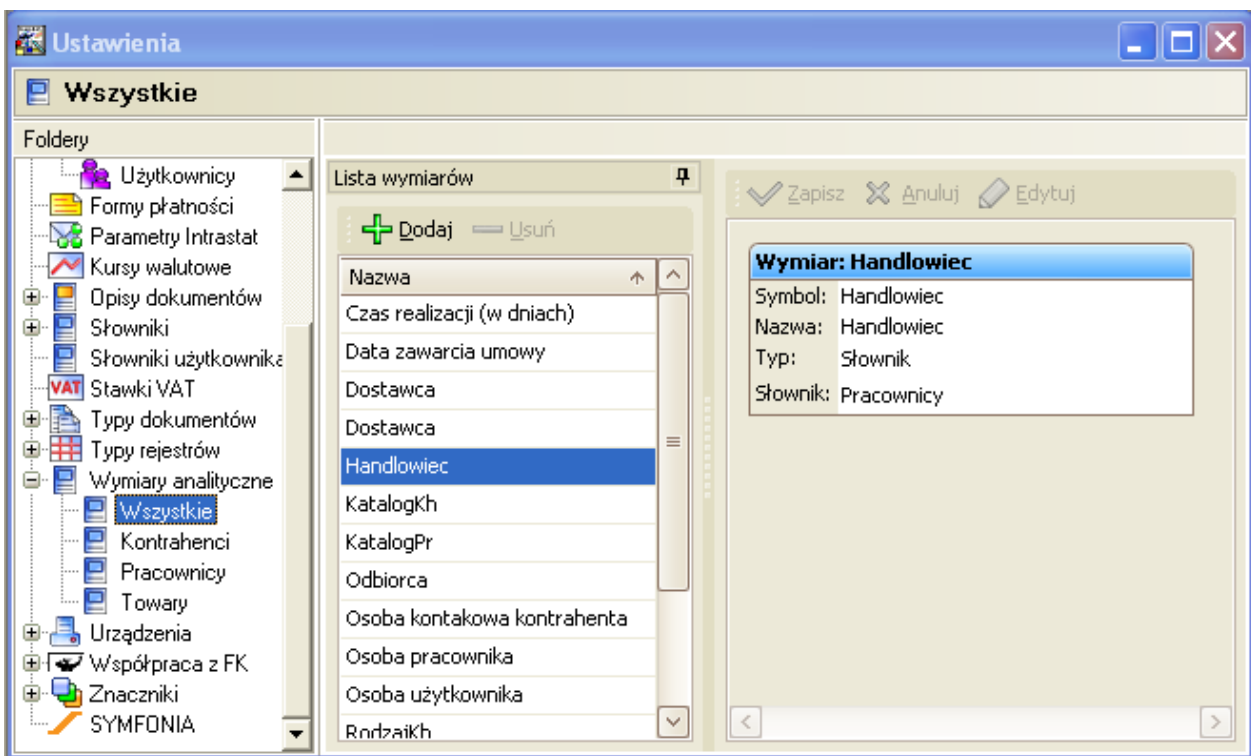 Ustawienia
Wszystkie
Foldery
Użytkownicy
Formy płatności
Parametry Intrastat
Kursy walutowe
Opisy dokumentów
Słowniki
Słowniki użytkownika
VAT Stawki VAT
Typy dokumentów
Typy rejestrów
Wymiary analityczne
Wszystkie
Kontrahenci
Pracownicy
Towary
Urządzenia
Współpraca z FK
Znaczniki
SYMFONIA
Lista wymiarów
Dodaj Usuń
Nazwa
Czas realizacji (w dniach)
Data zawarcia umowy
Dostawca
Dostawca
Handlowiec
KatalogKh
KatalogPr
Odbiorca
Osoba kontakowa kontrahenta
Osoba pracownika
Osoba użytkownika
RodzajKh
Zapisz Anuluj Edytuj
Wymiar: Handlowiec
Symbol: Handlowiec
Nazwa: Handlowiec
Typ: Słownik
Słownik: Pracownicy